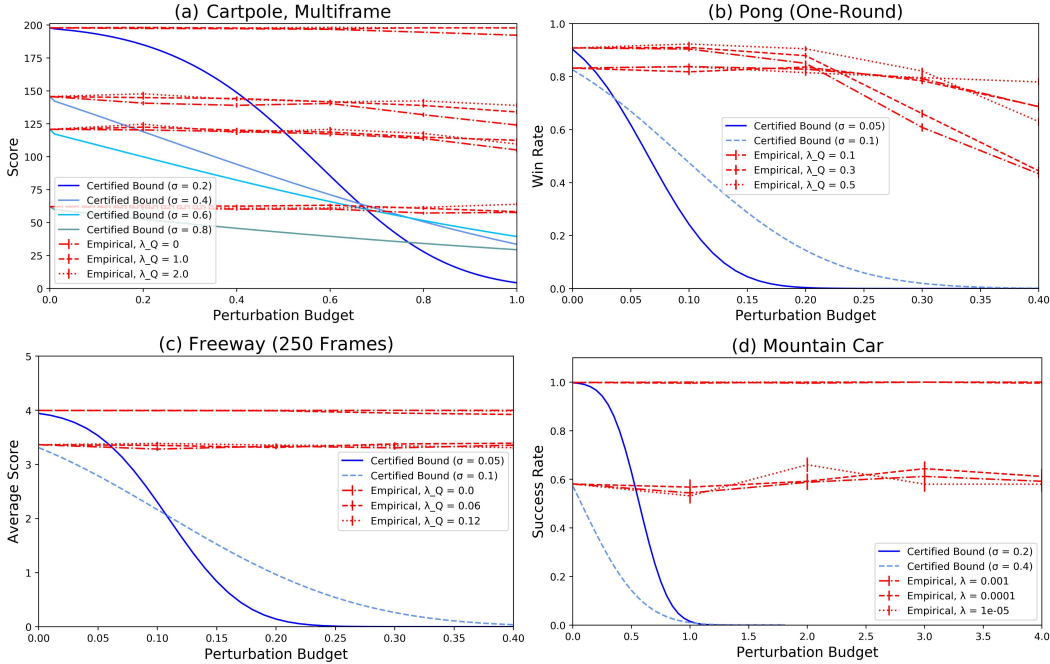 (a) Cartpole, Multiframe
200
175
150
125
100
75
50
25
0
Score
Certified Bound (σ = 0.2)
Certified Bound (σ = 0.4)
Certified Bound (σ = 0.6)
Certified Bound (σ = 0.8)
Empirical, λ_Q = 0
Empirical, λ_Q = 1.0
Empirical, λ_Q = 2.0
0.0 0.2 0.4 0.6 0.8 1.0
Perturbation Budget
(b) Pong (One-Round)
1.0
0.8
0.6
0.4
0.2
0.0
Win Rate
Certified Bound (σ = 0.05)
Certified Bound (σ = 0.1)
Empirical, λ_Q = 0.1
Empirical, λ_Q = 0.3
Empirical, λ_Q = 0.5
0.00 0.05 0.10 0.15 0.20 0.25 0.30 0.35 0.40
Perturbation Budget
(c) Freeway (250 Frames)
5
4
3
2
1
0
Average Score
Certified Bound (σ = 0.05)
Certified Bound (σ = 0.1)
Empirical, λ_Q = 0.0
Empirical, λ_Q = 0.06
Empirical, λ_Q = 0.12
0.00 0.05 0.10 0.15 0.20 0.25 0.30 0.35 0.40
Perturbation Budget
(d) Mountain Car
1.0
0.8
0.6
0.4
0.2
0.0
Success Rate
Certified Bound (σ = 0.2)
Certified Bound (σ = 0.4)
Empirical, λ = 0.001
Empirical, λ = 0.0001
Empirical, λ = 1e-05
0.0 0.5 1.0 1.5 2.0 2.5 3.0 3.5 4.0
Perturbation Budget